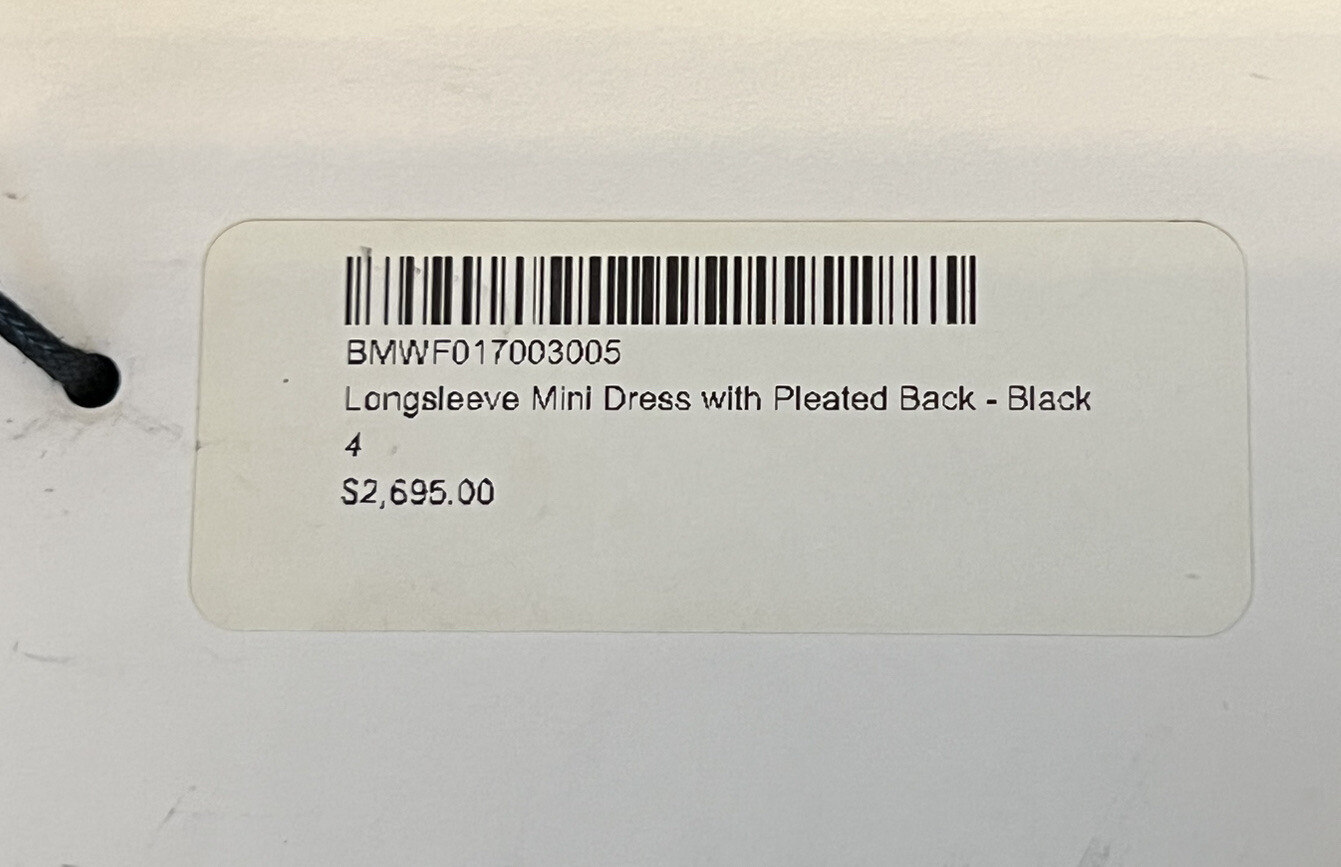 BMWF017003005
Longsleeve Mini Dress with Pleated Back - Black
4
$2,695.00